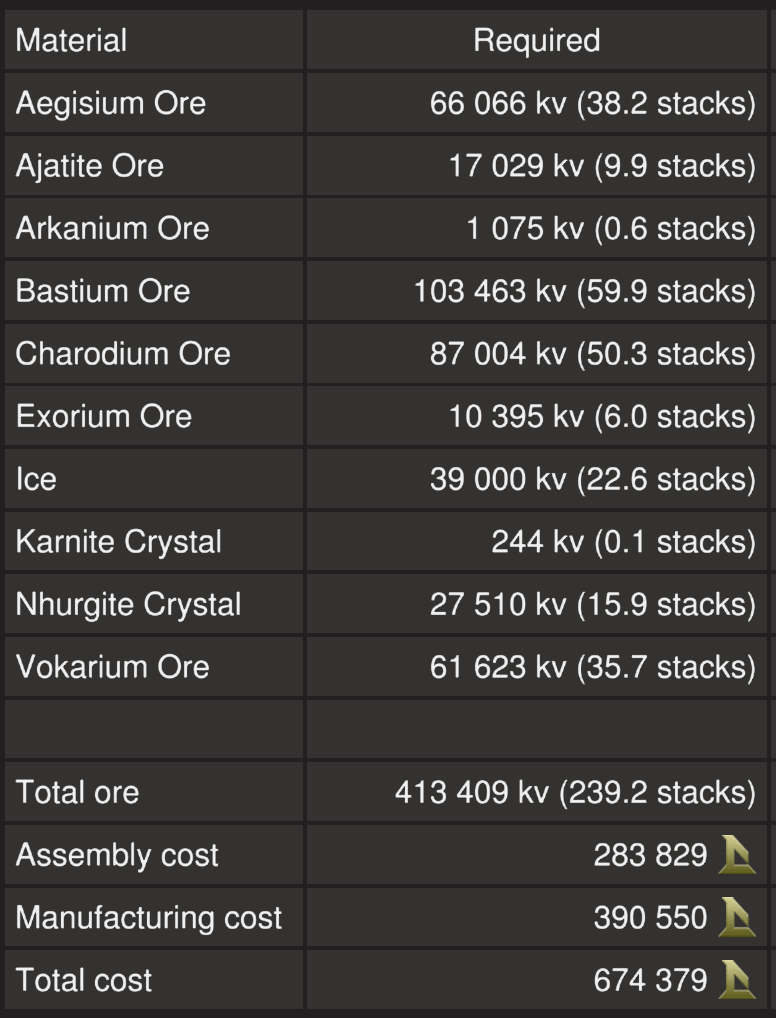 Material Required
Aegisium Ore 66 066 kv (38.2 stacks)
Ajatite Ore 17 029 kv (9.9 stacks)
Arkanium Ore 1 075 kv (0.6 stacks)
Bastium Ore 103 463 kv (59.9 stacks)
Charodium Ore 87 004 kv (50.3 stacks)
Exorium Ore 10 395 kv (6.0 stacks)
Ice 39 000 kv (22.6 stacks)
Karnite Crystal 244 kv (0.1 stacks)
Nhurgite Crystal 27 510 kv (15.9 stacks)
Vokarium Ore 61 623 kv (35.7 stacks)
Total ore 413 409 kv (239.2 stacks)
Assembly cost 283 829
Manufacturing cost 390 550
Total cost 674 379